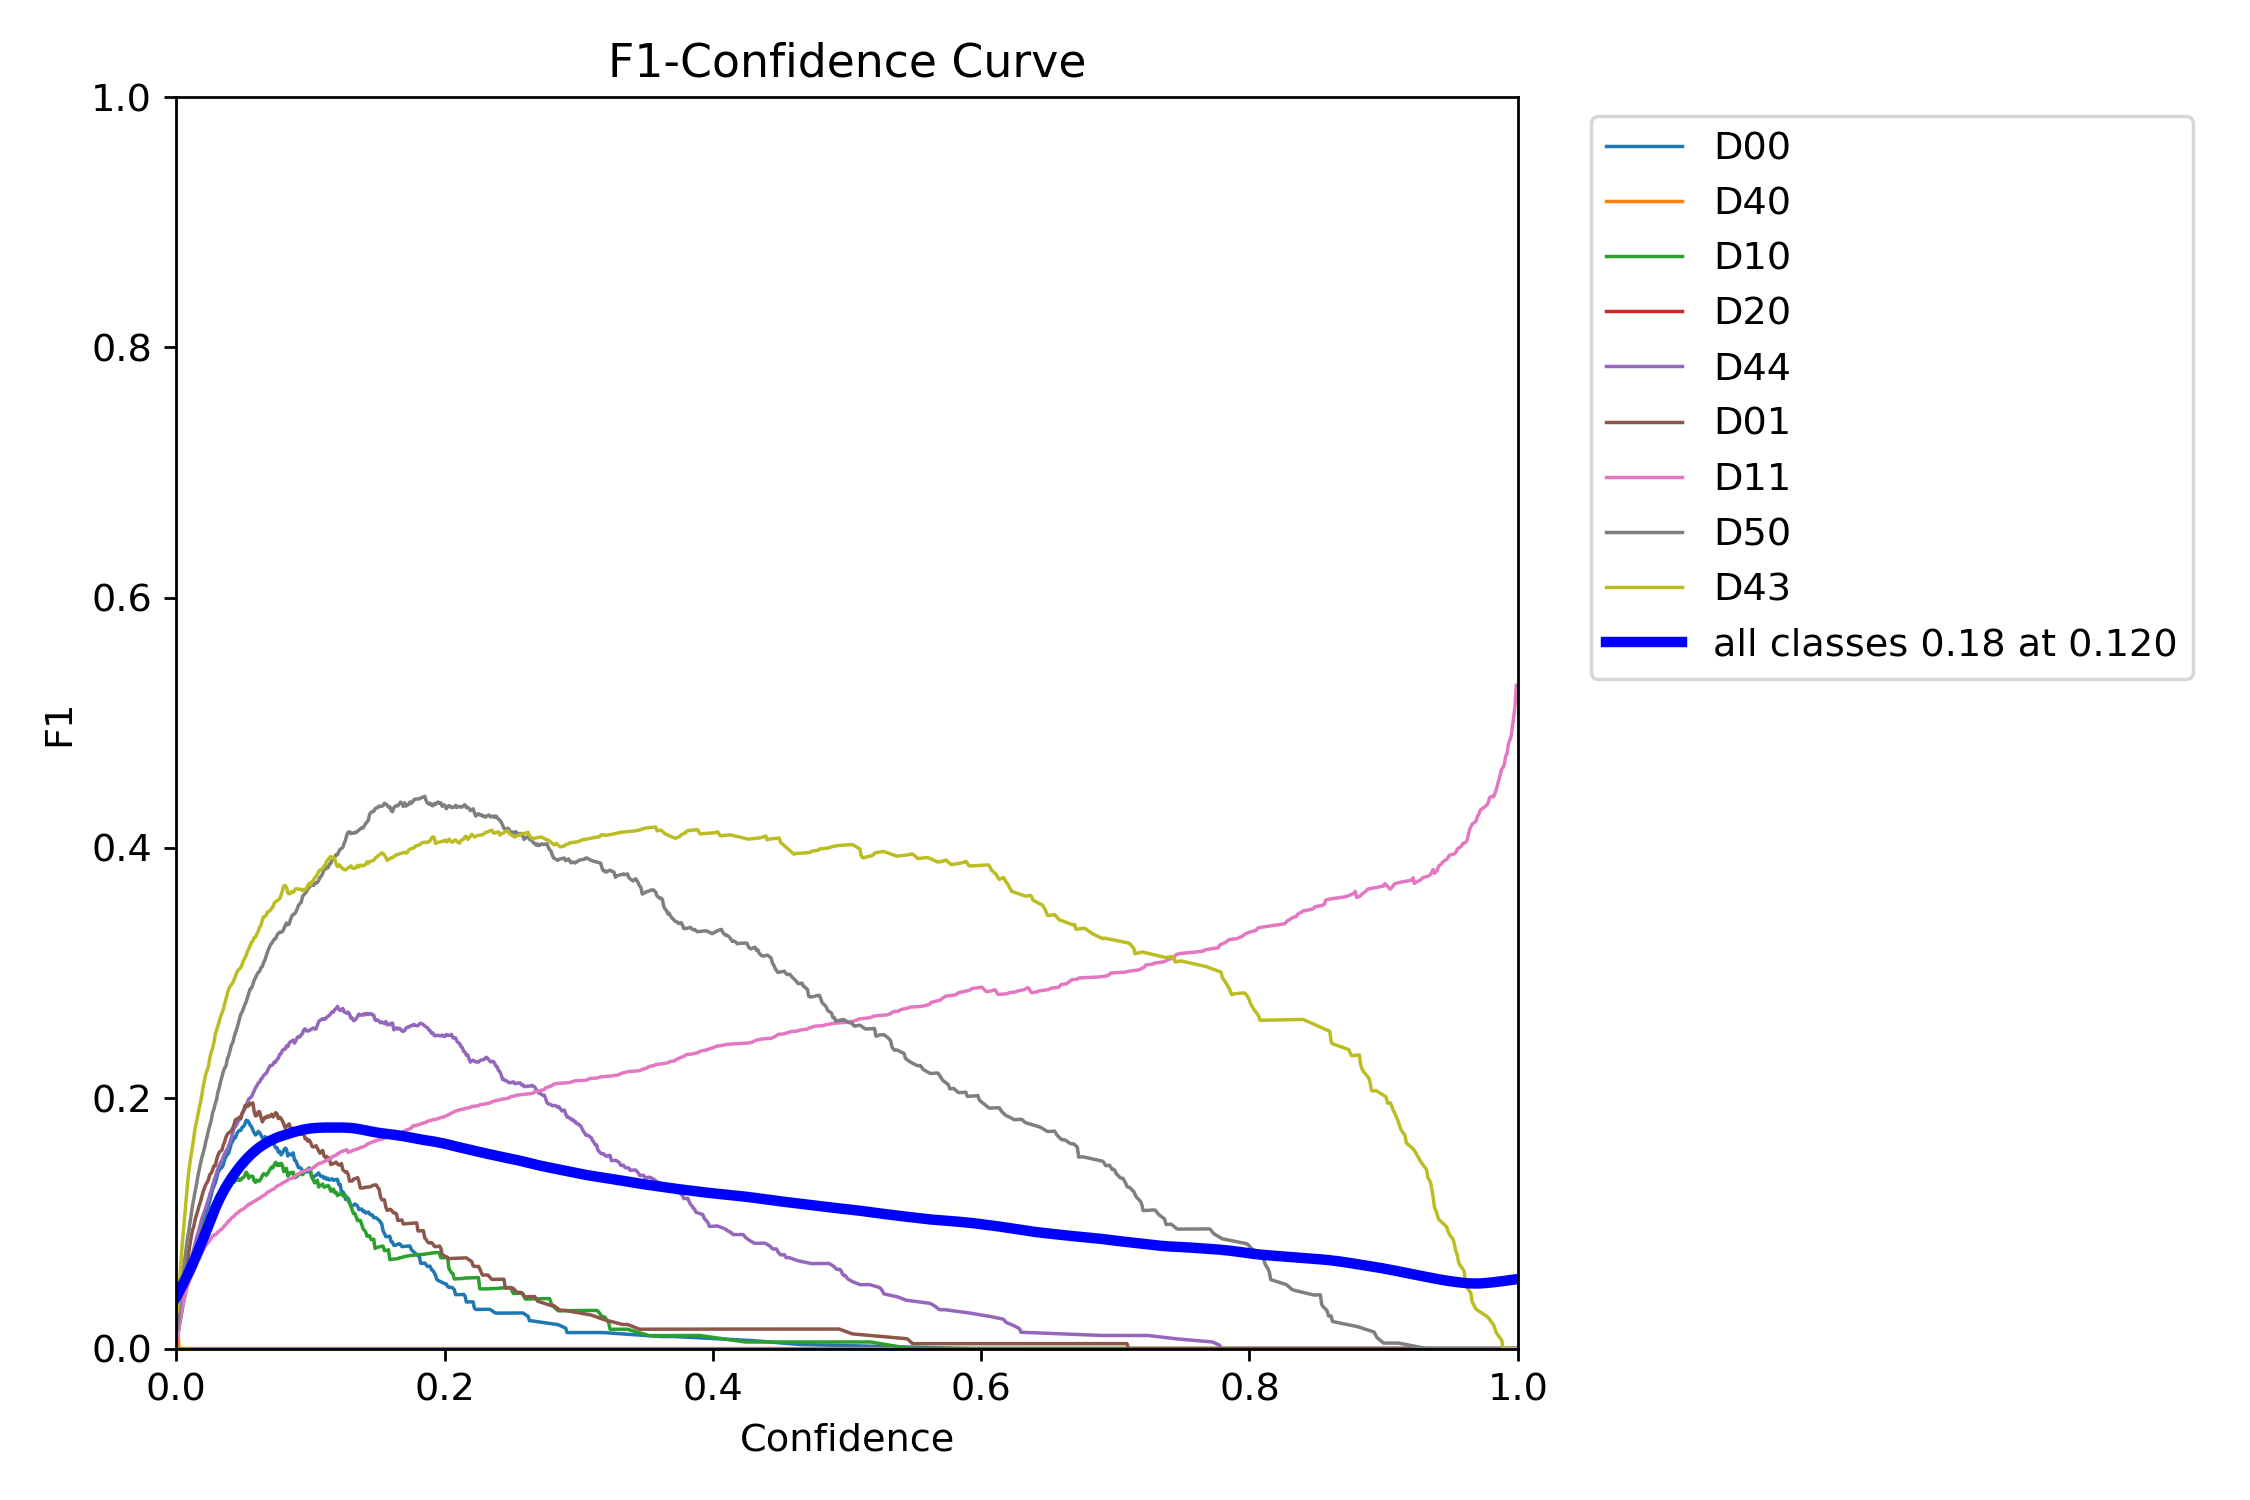 F1-Confidence Curve
1.0
0.8
0.6
0.4
0.2
0.0
F1
0.0 0.2 0.4 0.6 0.8 1.0
Confidence
D00
D40
D10
D20
D44
D01
D11
D50
D43
all classes 0.18 at 0.120